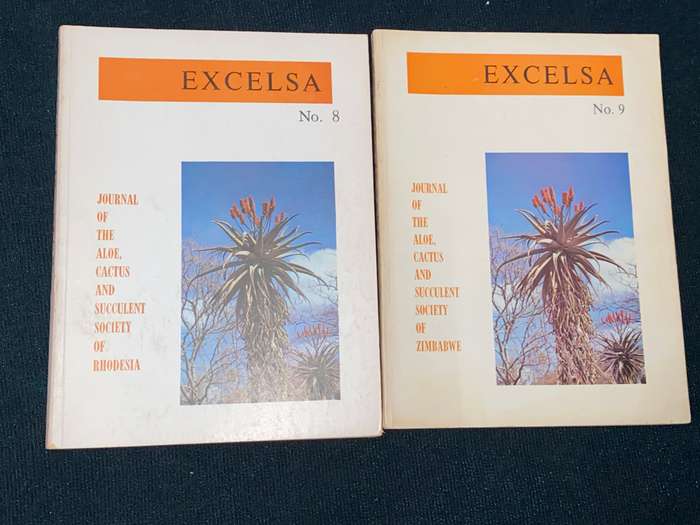 EXCELSA
No. 8
JOURNAL
OF
THE
ALOE,
CACTUS
AND
SUCCULENT
SOCIETY
OF
RHODESIA
EXCELSA
No. 9
JOURNAL
OF
THE
ALOE,
CACTUS
AND
SUCCULENT
SOCIETY
OF
ZIMBABWE